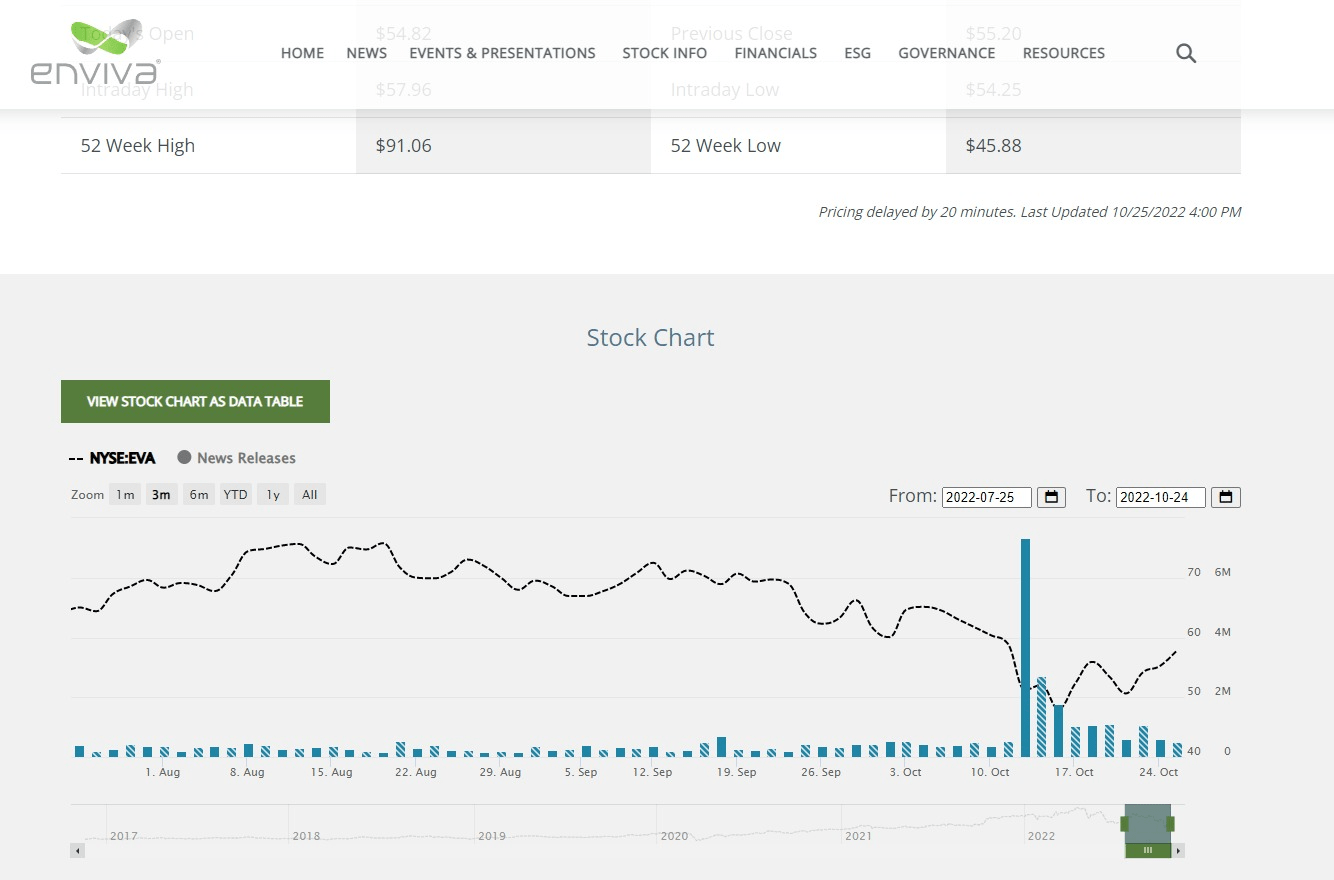 Today's Open $54.82 Previous Close $55.20
enviva®
HOME NEWS EVENTS & PRESENTATIONS STOCK INFO FINANCIALS ESG GOVERNANCE RESOURCES
Intraday High $57.96 Intraday Low $54.25
52 Week High $91.06 52 Week Low $45.88
Pricing delayed by 20 minutes. Last Updated 10/25/2022 4:00 PM
Stock Chart
VIEW STOCK CHART AS DATA TABLE
NYSE:EVA News Releases
Zoom 1m 3m 6m YTD 1y All From: 2022-07-25 To: 2022-10-24
70 6M
60 4M
50 2M
40 0
1. Aug 8. Aug 15. Aug 22. Aug 29. Aug 5. Sep 12. Sep 19. Sep 26. Sep 3. Oct 10. Oct 17. Oct 24. Oct
2017 2018 2019 2020 2021 2022